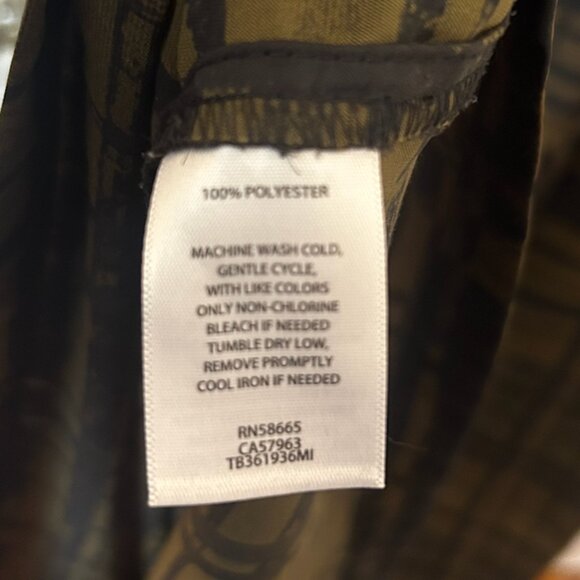 100% POLYESTER
MACHINE WASH COLD,
GENTLE CYCLE,
WITH LIKE COLORS
ONLY NON-CHLORINE
BLEACH IF NEEDED
TUMBLE DRY LOW,
REMOVE PROMPTLY
COOL IRON IF NEEDED
RN58665
CA57963
TB361936MI